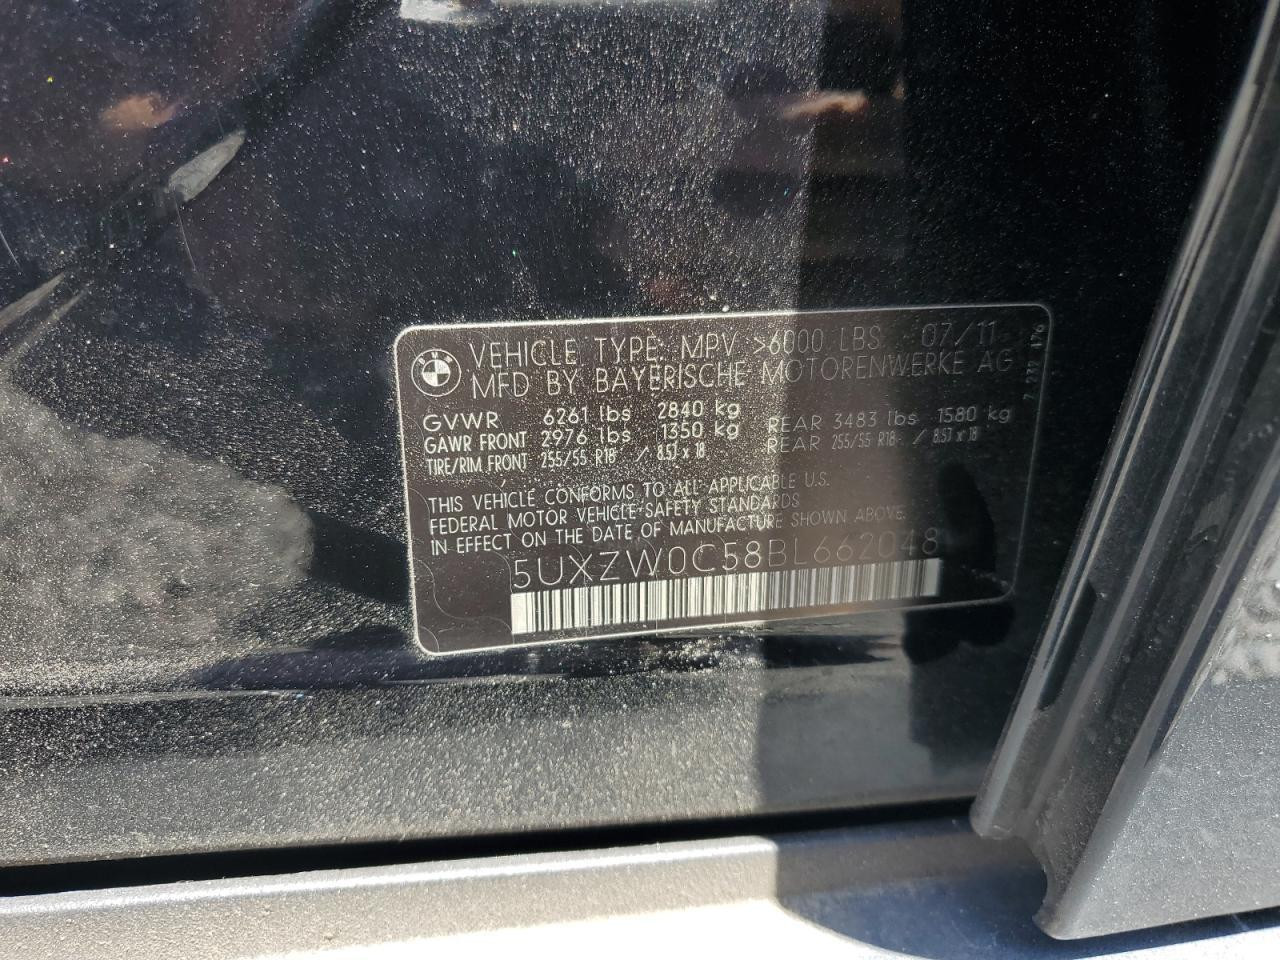 BMW
VEHICLE TYPE: MPV >6000 LBS - 07/11
MFD BY BAYERISCHE MOTORENWERKE AG
GVWR 6261 lbs 2840 kg
GAWR FRONT 2976 lbs 1350 kg REAR 3483 lbs 1580 kg
TIRE/RIM FRONT 255/55 R18 / 8.5J x 18 REAR 255/55 R18 / 8.5J x 18
THIS VEHICLE CONFORMS TO ALL APPLICABLE U.S.
FEDERAL MOTOR VEHICLE-SAFETY STANDARDS
IN EFFECT ON THE DATE OF MANUFACTURE SHOWN ABOVE.
5UXZW0C58BL662048